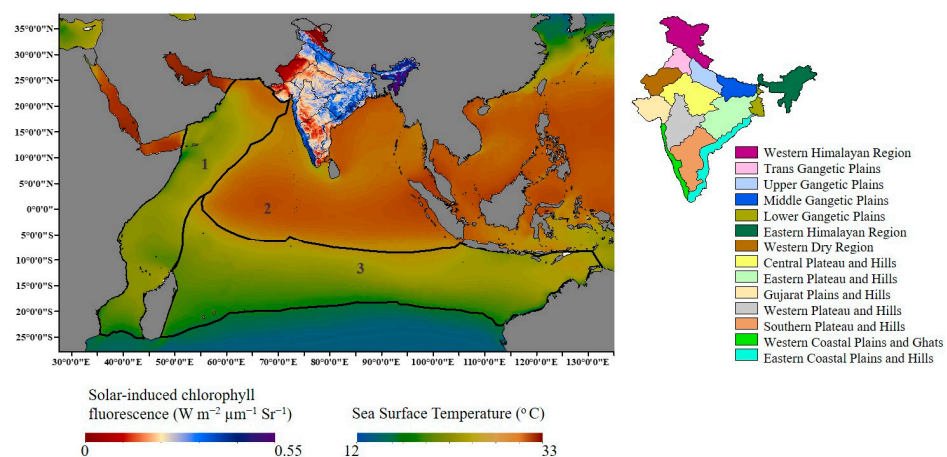 35°0'0"N
30°0'0"N
25°0'0"N
20°0'0"N
15°0'0"N
10°0'0"N
5°0'0"N
0°0'0"
5°0'0"S
10°0'0"S
15°0'0"S
20°0'0"S
25°0'0"S
1
2
3
30°0'0"E
40°0'0"E
50°0'0"E
60°0'0"E
70°0'0"E
80°0'0"E
90°0'0"E
100°0'0"E
110°0'0"E
120°0'0"E
130°0'0"E
Western Himalayan Region
Trans Gangetic Plains
Upper Gangetic Plains
Middle Gangetic Plains
Lower Gangetic Plains
Eastern Himalayan Region
Western Dry Region
Central Plateau and Hills
Eastern Plateau and Hills
Gujarat Plains and Hills
Western Plateau and Hills
Southern Plateau and Hills
Western Coastal Plains and Ghats
Eastern Coastal Plains and Hills
Solar-induced chlorophyll
fluorescence (W m⁻² µm⁻¹ Sr⁻¹)
0 0.55
Sea Surface Temperature (° C)
12 33